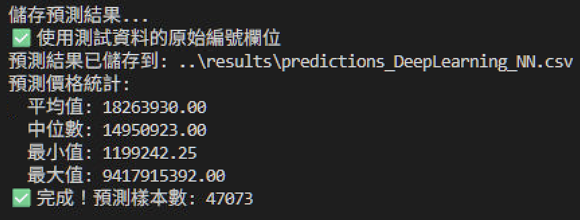 儲存預測結果...
✅ 使用測試資料的原始編號欄位
預測結果已儲存到: ..\results\predictions_DeepLearning_NN.csv
預測價格統計:
平均值: 18263930.00
中位數: 14950923.00
最小值: 1199242.25
最大值: 9417915392.00
✅ 完成！預測樣本數: 47073